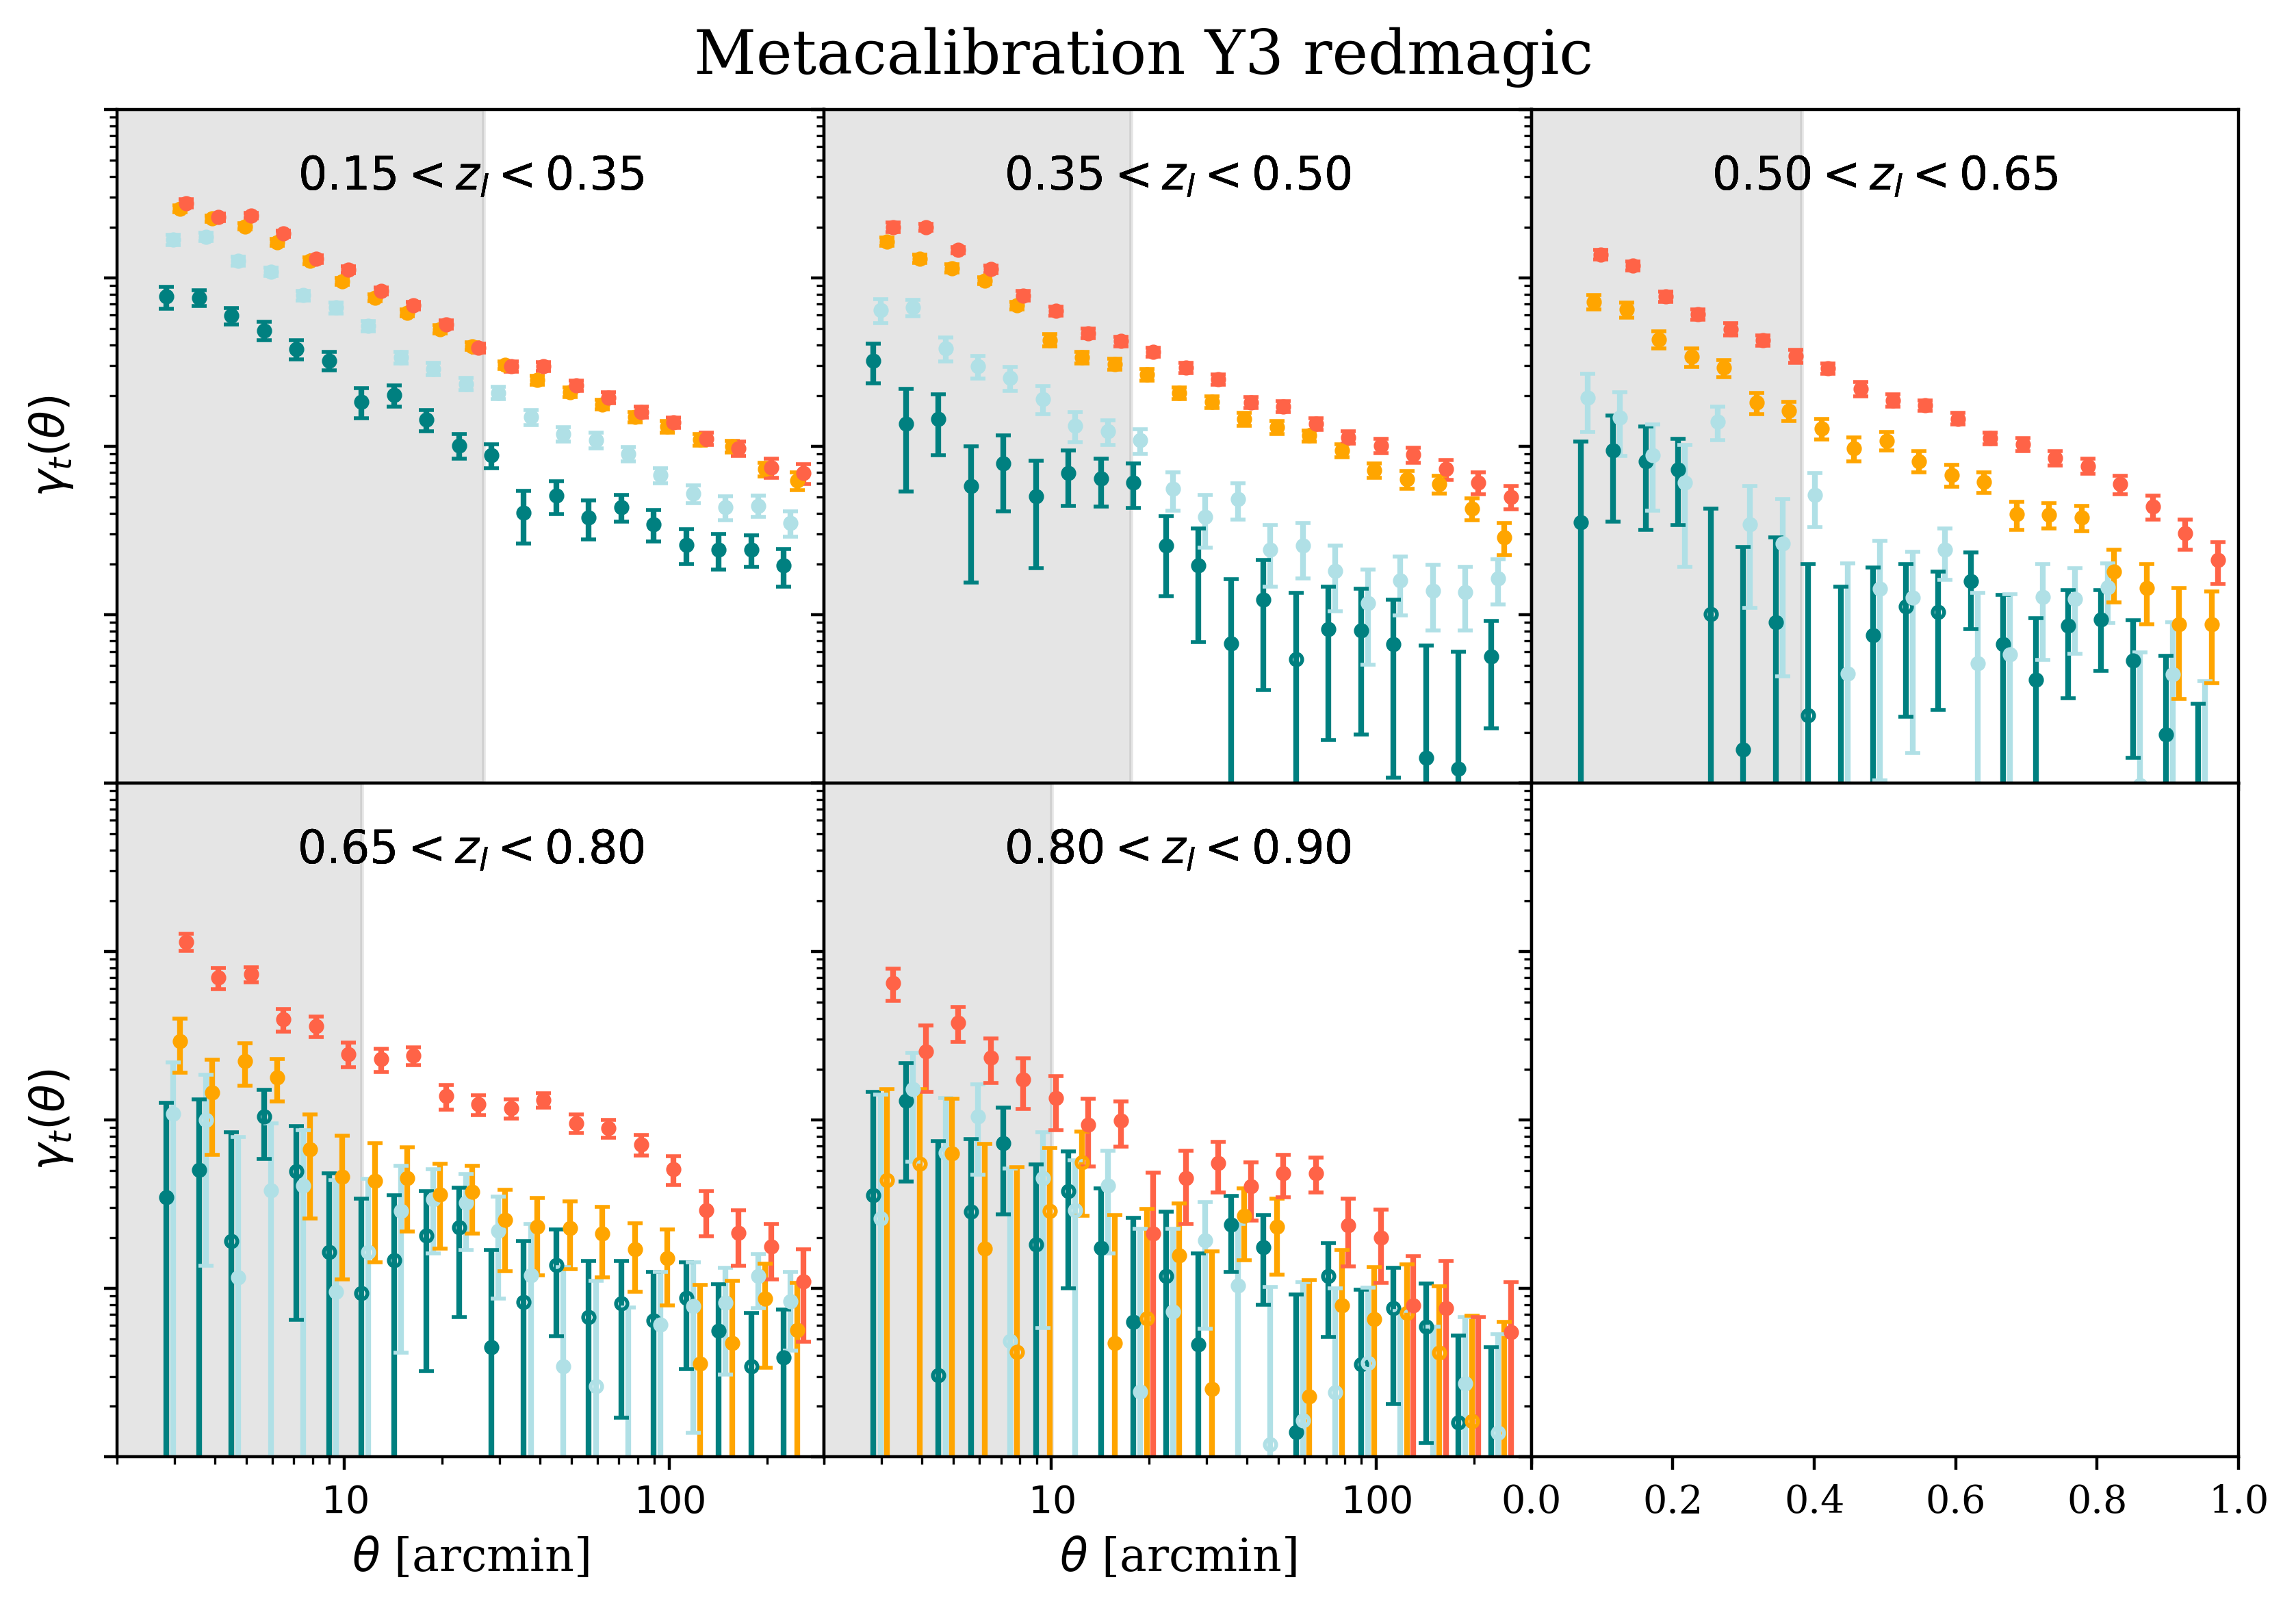 Metacalibration Y3 redmagic
0.15 < z_l < 0.35
0.35 < z_l < 0.50
0.50 < z_l < 0.65
γ_t(θ)
0.65 < z_l < 0.80
0.80 < z_l < 0.90
γ_t(θ)
10 100 10 100 0.0 0.2 0.4 0.6 0.8 1.0
θ [arcmin] θ [arcmin]